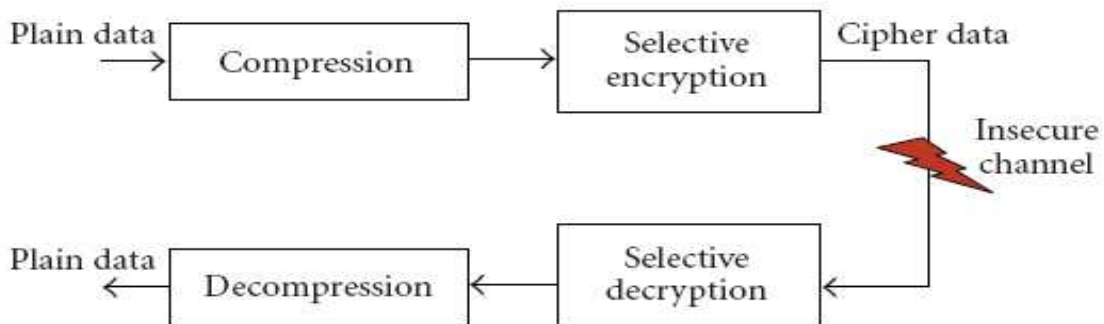 Plain data
Compression
Selective
encryption
Cipher data
Insecure
channel
Plain data
Decompression
Selective
decryption